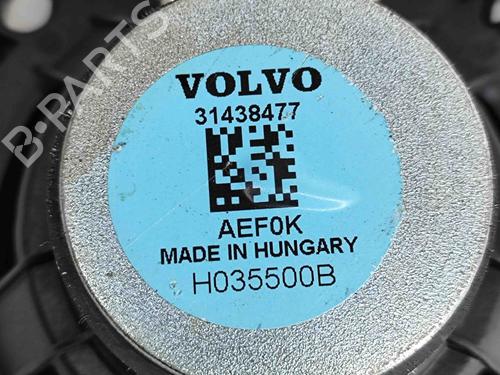 VOLVO
31438477
AEF0K
MADE IN HUNGARY
H035500B
B-PARTS